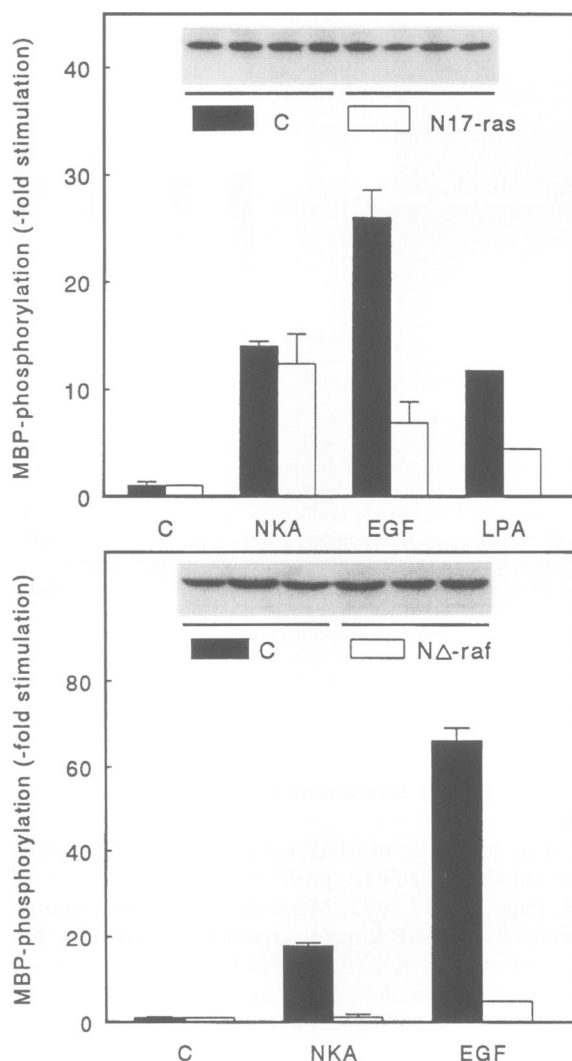 MBP-phosphorylation (-fold stimulation)
40
30
20
10
0
C
N17-ras
C
NKA
EGF
LPA
MBP-phosphorylation (-fold stimulation)
80
60
40
20
0
C
NΔ-raf
C
NKA
EGF